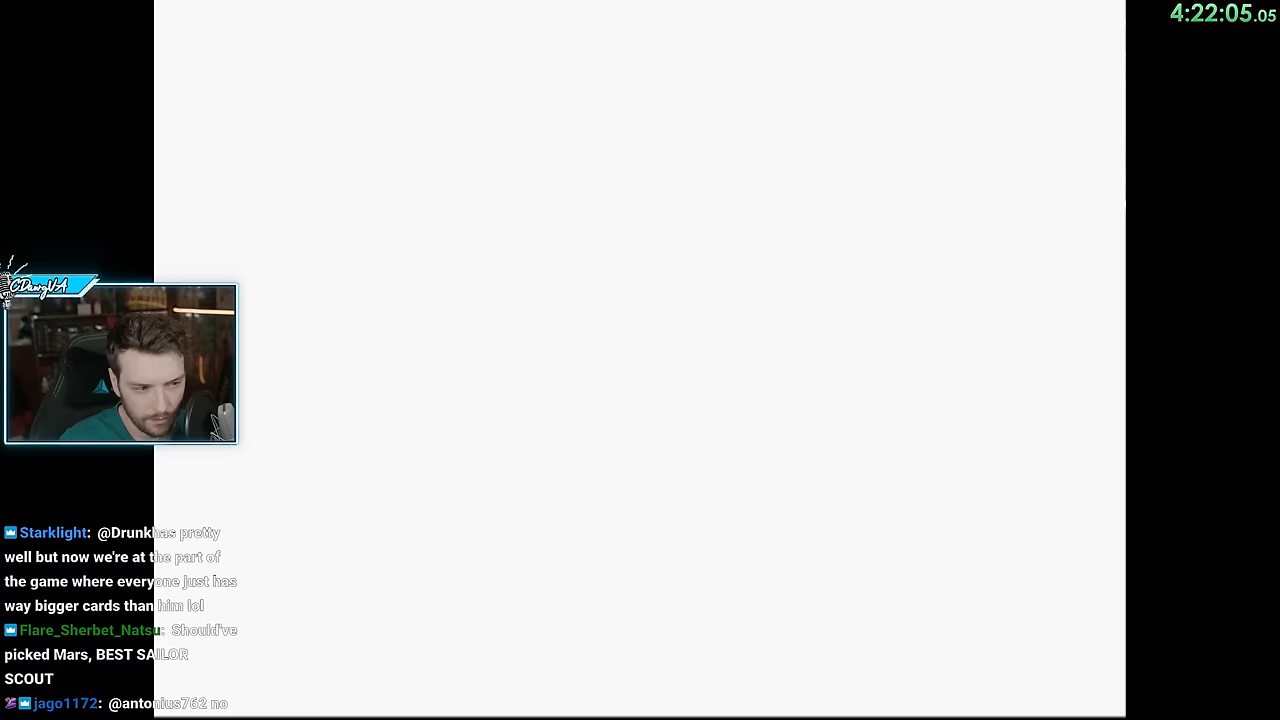 4:22:05.05
CDawgVA
Starklight: @Drunkhas pretty
well but now we're at the part of
the game where everyone just has
way bigger cards than him lol
Flare_Sherbet_Natsu: Should've
picked Mars, BEST SAILOR
SCOUT
jago1172: @antonius762 no